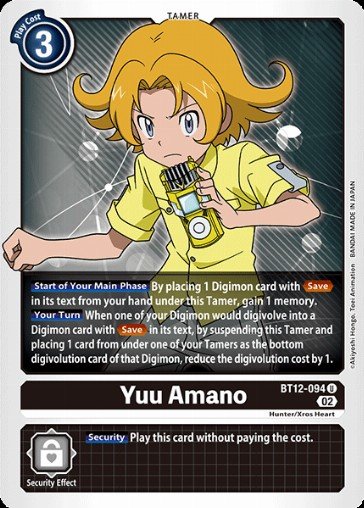 TAMER
Play Cost
3
Start of Your Main Phase By placing 1 Digimon card with Save
in its text from your hand under this Tamer, gain 1 memory.
Your Turn When one of your Digimon would digivolve into a
Digimon card with Save in its text, by suspending this Tamer and
placing 1 card from under one of your Tamers as the bottom
digivolution card of that Digimon, reduce the digivolution cost by 1.
©Akiyoshi Hongo, Toei Animation BANDAI MADE IN JAPAN
Yuu Amano
BT12-094 U
02
Hunter/Xros Heart
Security Play this card without paying the cost.
Security Effect